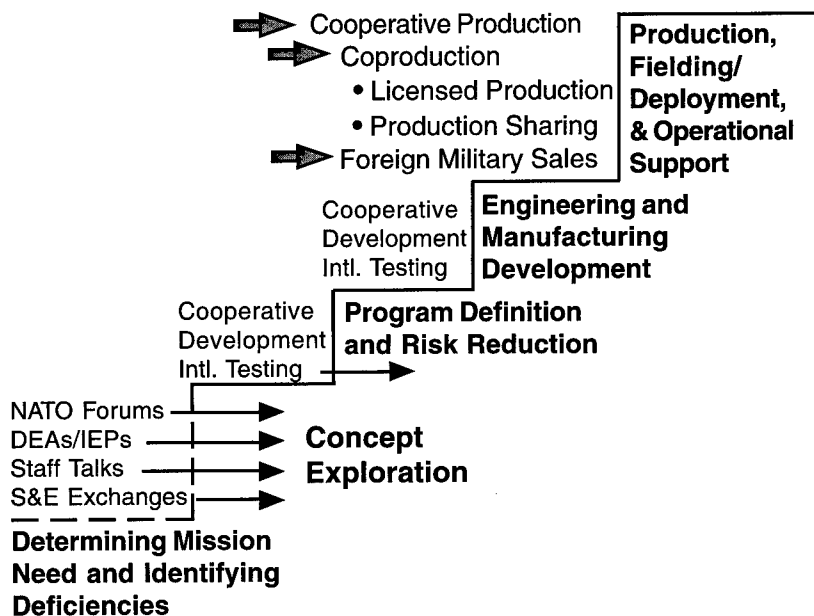 Cooperative Production
Coproduction
• Licensed Production
• Production Sharing
Foreign Military Sales
Production,
Fielding/
Deployment,
& Operational
Support
Cooperative
Development
Intl. Testing
Engineering and
Manufacturing
Development
Cooperative
Development
Intl. Testing
Program Definition
and Risk Reduction
NATO Forums
DEAs/IEPs
Staff Talks
S&E Exchanges
Concept
Exploration
Determining Mission
Need and Identifying
Deficiencies